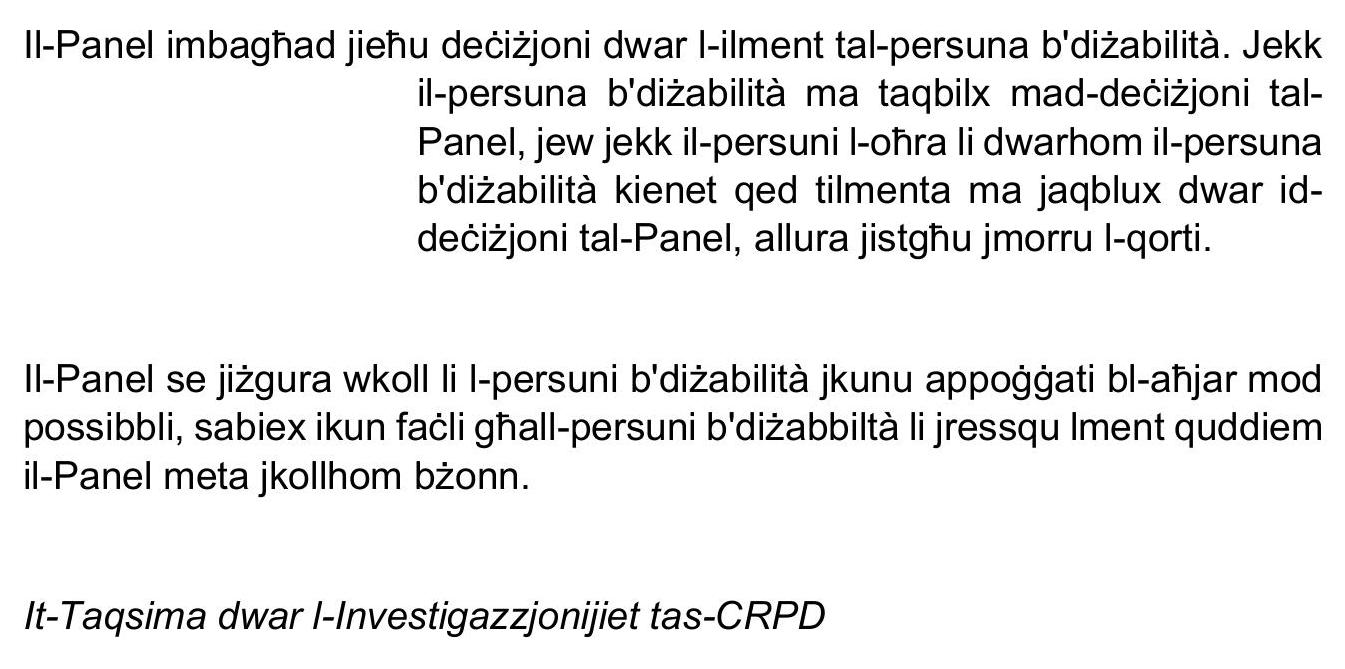 Il-Panel imbagħad jieħu deċiżjoni dwar l-ilment tal-persuna b'diżabilità. Jekk
il-persuna b'diżabilità ma taqbilx mad-deċiżjoni tal-
Panel, jew jekk il-persuni l-oħra li dwarhom il-persuna
b'diżabilità kienet qed tilmenta ma jaqblux dwar id-
deċiżjoni tal-Panel, allura jistgħu jmorru l-qorti.
Il-Panel se jiżgura wkoll li l-persuni b'diżabilità jkunu appoġġati bl-aħjar mod
possibbli, sabiex ikun faċli għall-persuni b'diżabbiltà li jressqu lment quddiem
il-Panel meta jkollhom bżonn.
It-Taqsima dwar l-Investigazzjonijiet tas-CRPD